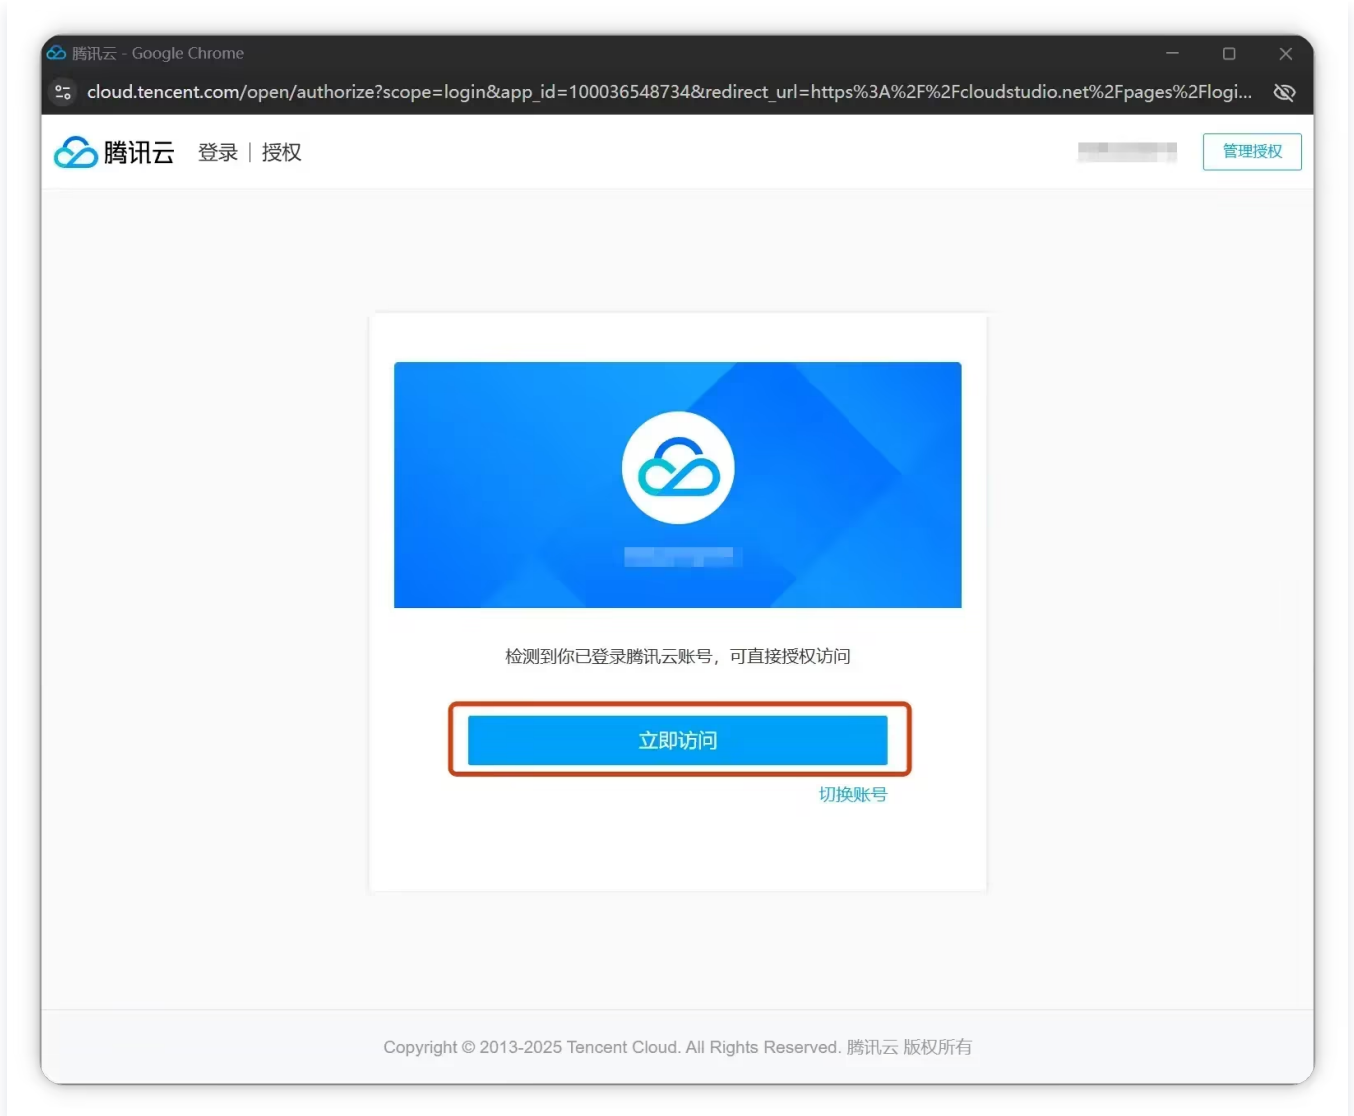 腾讯云 - Google Chrome
cloud.tencent.com/open/authorize?scope=login&app_id=100036548734&redirect_url=https%3A%2F%2Fcloudstudio.net%2Fpages%2Flogi...
腾讯云 登录 | 授权 管理授权
检测到你已登录腾讯云账号，可直接授权访问
立即访问
切换账号
Copyright © 2013-2025 Tencent Cloud. All Rights Reserved. 腾讯云 版权所有